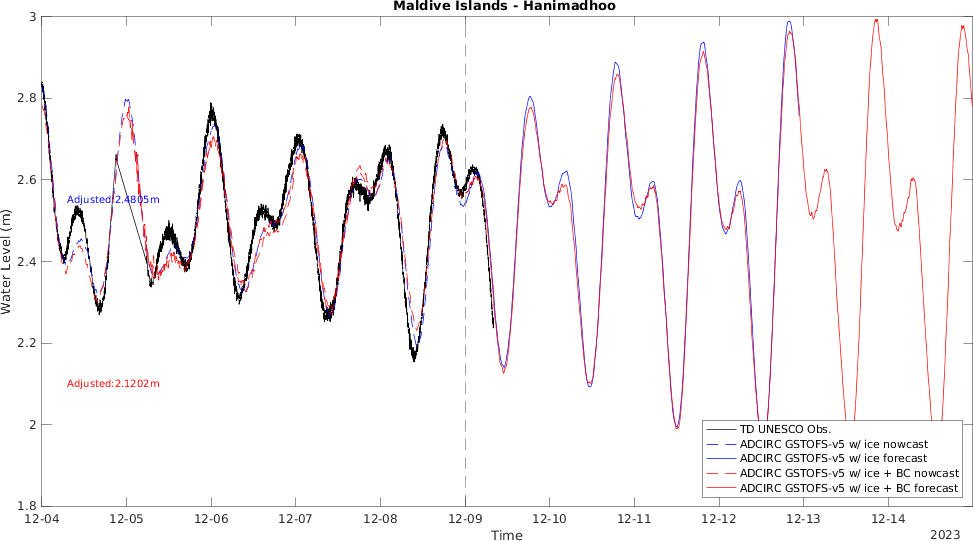 Maldive Islands - Hanimadhoo
Water Level (m)
3
2.8
2.6
2.4
2.2
2
1.8
Adjusted:2.4805m
Adjusted:2.1202m
TD UNESCO Obs.
ADCIRC GSTOFS-v5 w/ ice nowcast
ADCIRC GSTOFS-v5 w/ ice forecast
ADCIRC GSTOFS-v5 w/ ice + BC nowcast
ADCIRC GSTOFS-v5 w/ ice + BC forecast
12-04 12-05 12-06 12-07 12-08 12-09 12-10 12-11 12-12 12-13 12-14
Time
2023